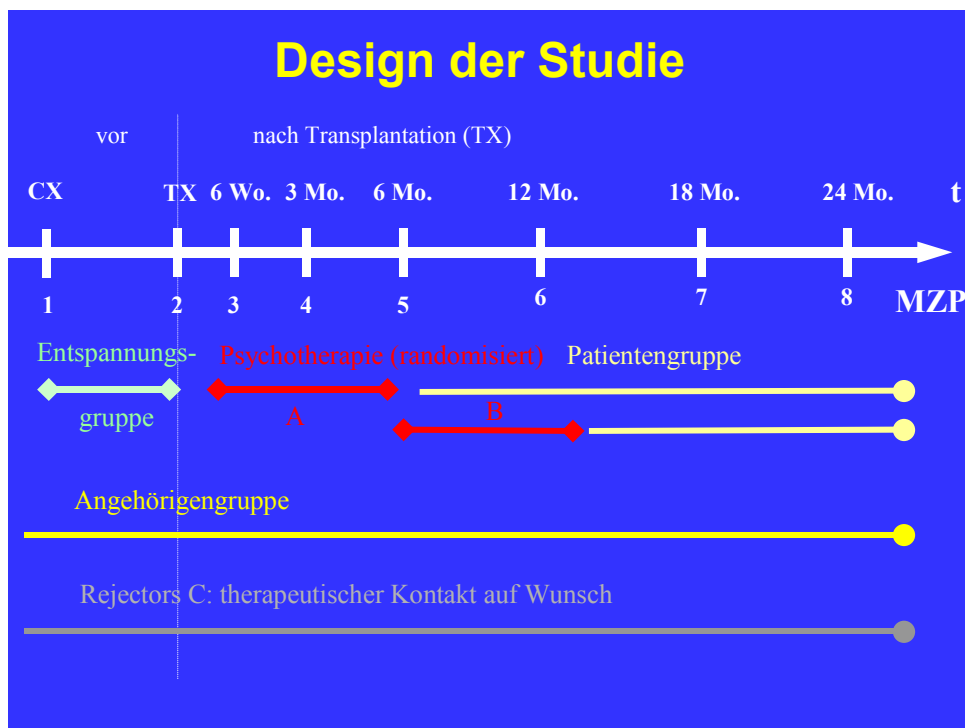 Design der Studie
vor nach Transplantation (TX)
CX TX 6 Wo. 3 Mo. 6 Mo. 12 Mo. 18 Mo. 24 Mo. t
1 2 3 4 5 6 7 8 MZP
Entspannungs- Psychotherapie (randomisiert) Patientengruppe
gruppe A B
Angehörigengruppe
Rejectors C: therapeutischer Kontakt auf Wunsch